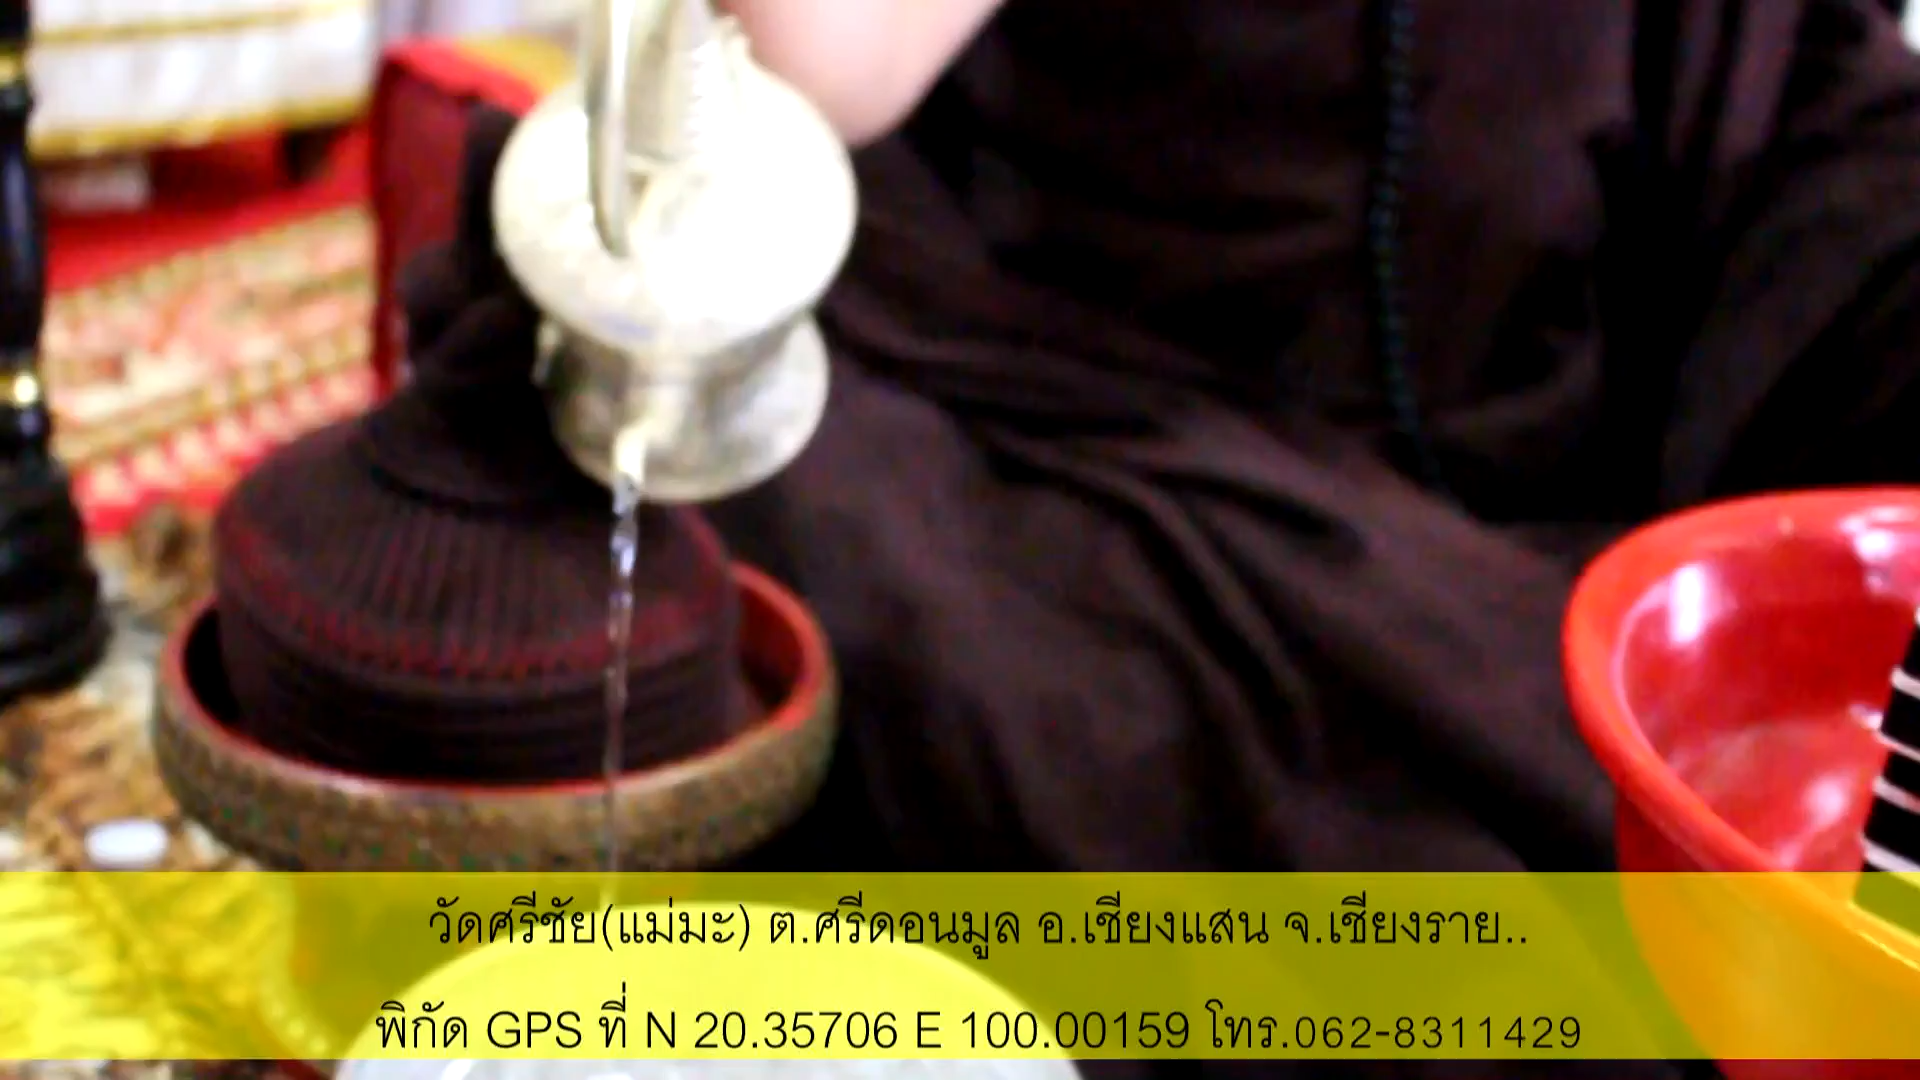 วัดศรีชัย(แม่มะ) ต.ศรีดอนมูล อ.เชียงแสน จ.เชียงราย..
พิกัด GPS ที่ N 20.35706 E 100.00159 โทร.062-8311429